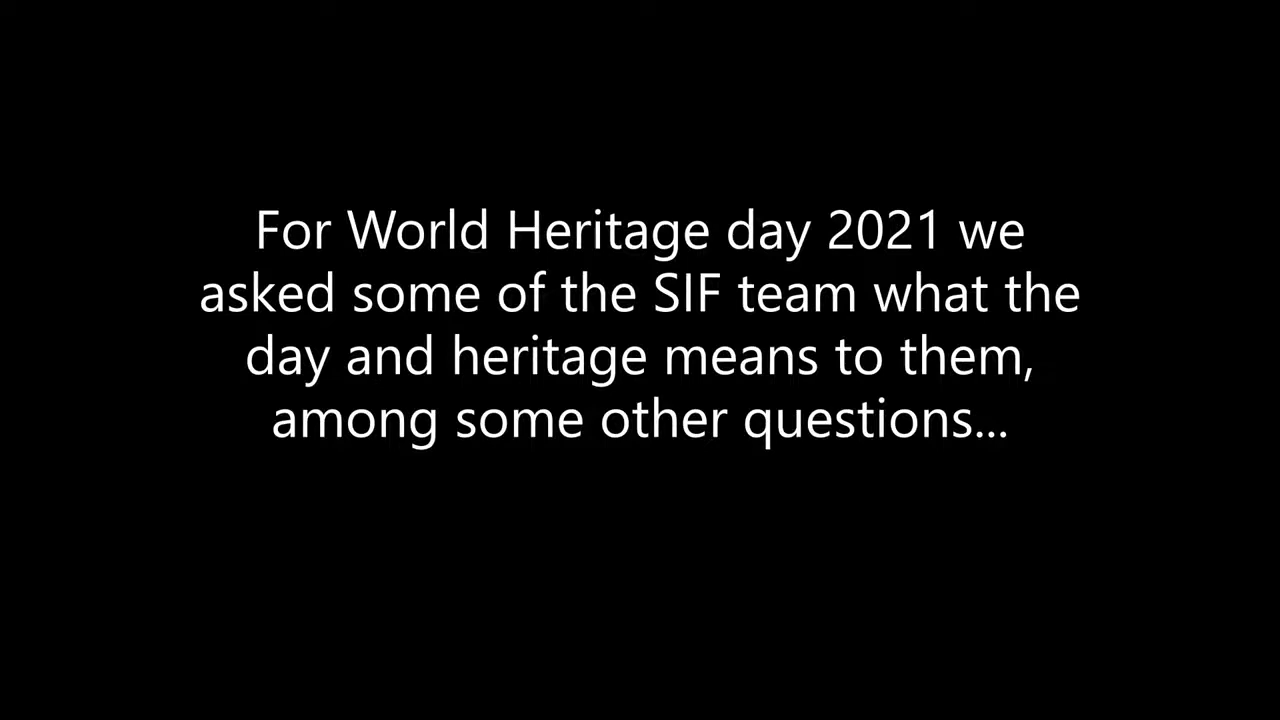 For World Heritage day 2021 we
asked some of the SIF team what the
day and heritage means to them,
among some other questions...